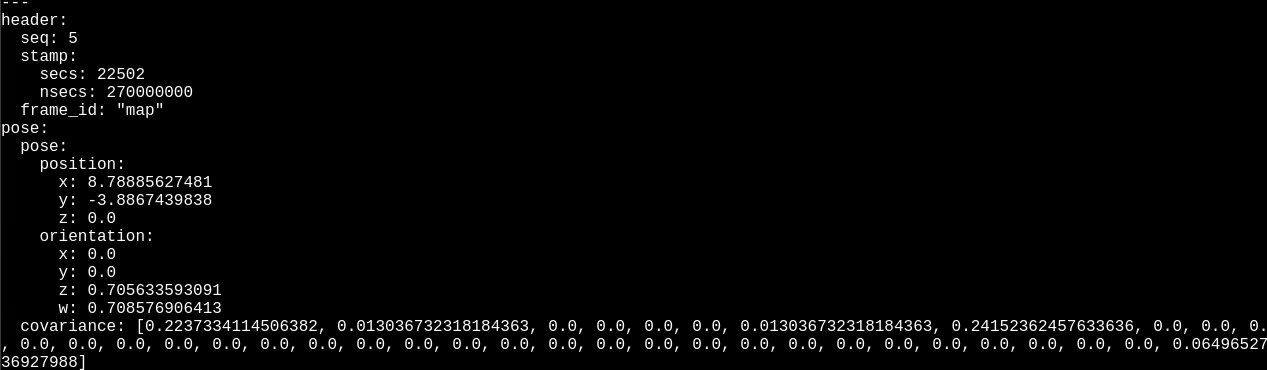 ---
header:
  seq: 5
  stamp:
    secs: 22502
    nsecs: 270000000
  frame_id: "map"
pose:
  pose:
    position:
      x: 8.78885627481
      y: -3.8867439838
      z: 0.0
    orientation:
      x: 0.0
      y: 0.0
      z: 0.705633593091
      w: 0.708576906413
  covariance: [0.2237334114506382, 0.013036732318184363, 0.0, 0.0, 0.0, 0.0, 0.013036732318184363, 0.24152362457633636, 0.0, 0.0, 0.
, 0.0, 0.0, 0.0, 0.0, 0.0, 0.0, 0.0, 0.0, 0.0, 0.0, 0.0, 0.0, 0.0, 0.0, 0.0, 0.0, 0.0, 0.0, 0.0, 0.0, 0.0, 0.0, 0.0, 0.0, 0.06496527
36927988]